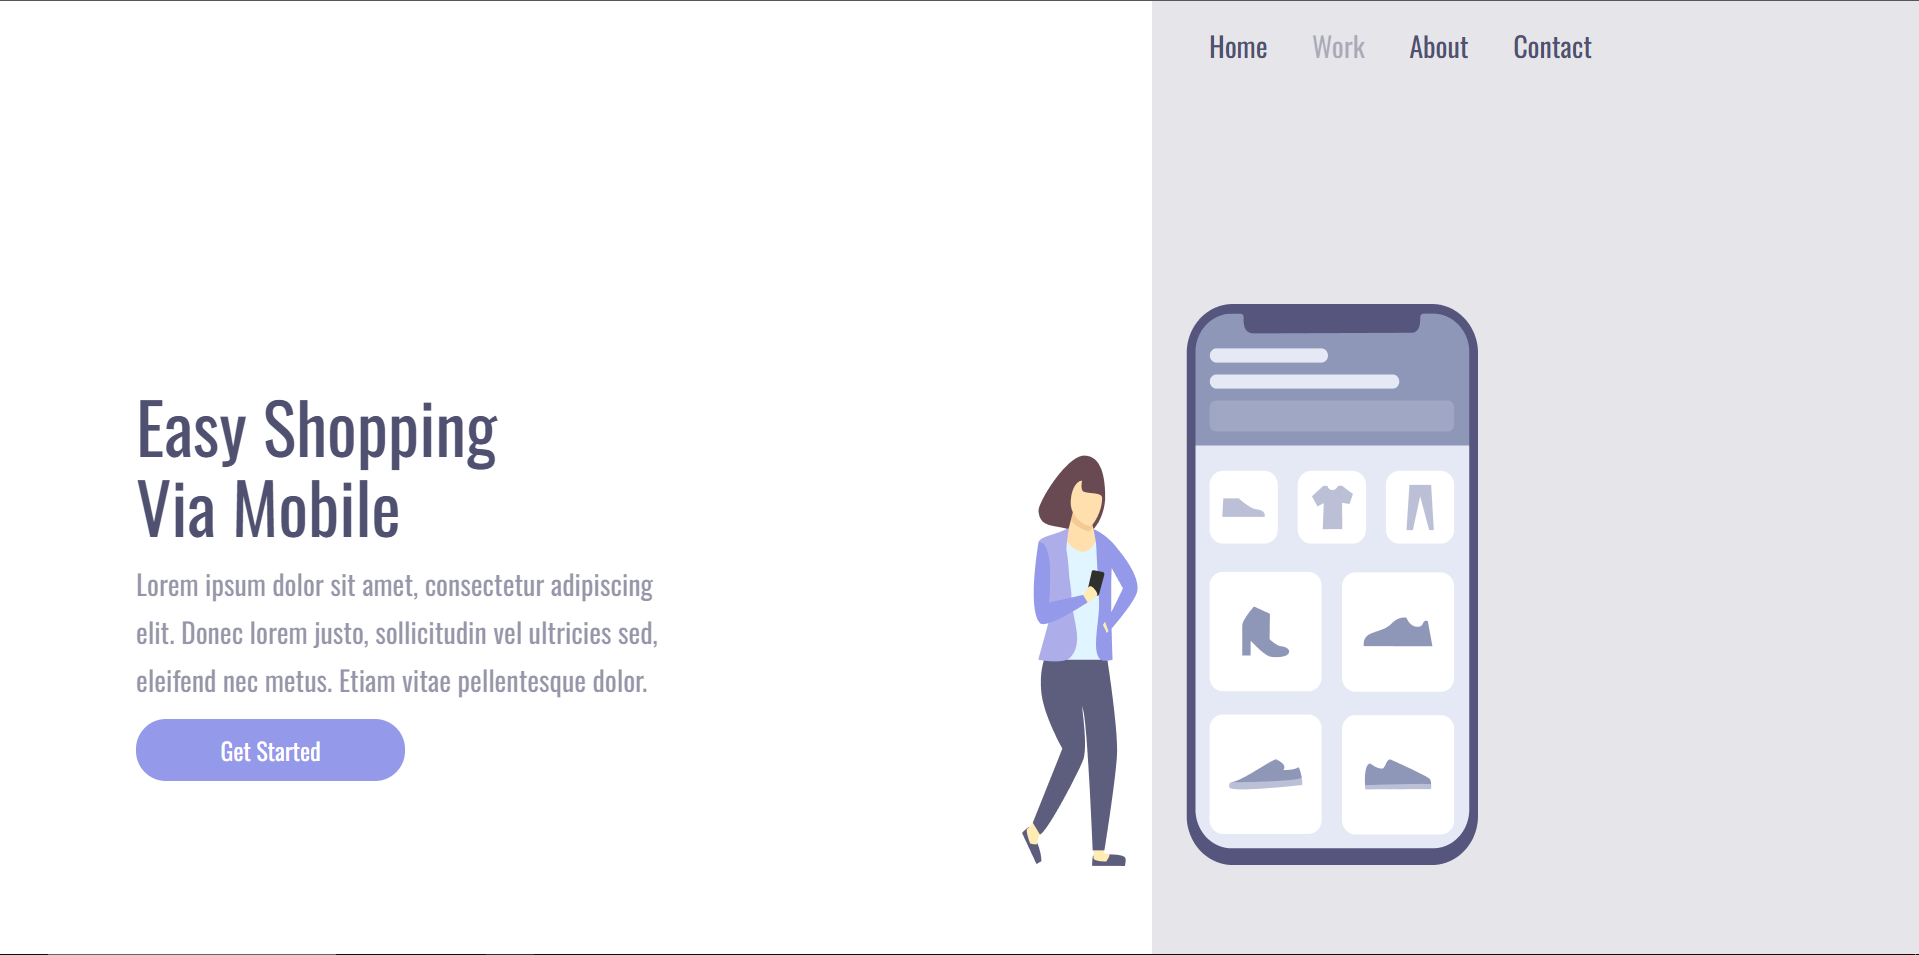 Home Work About Contact
Easy Shopping
Via Mobile
Lorem ipsum dolor sit amet, consectetur adipiscing
elit. Donec lorem justo, sollicitudin vel ultricies sed,
eleifend nec metus. Etiam vitae pellentesque dolor.
Get Started